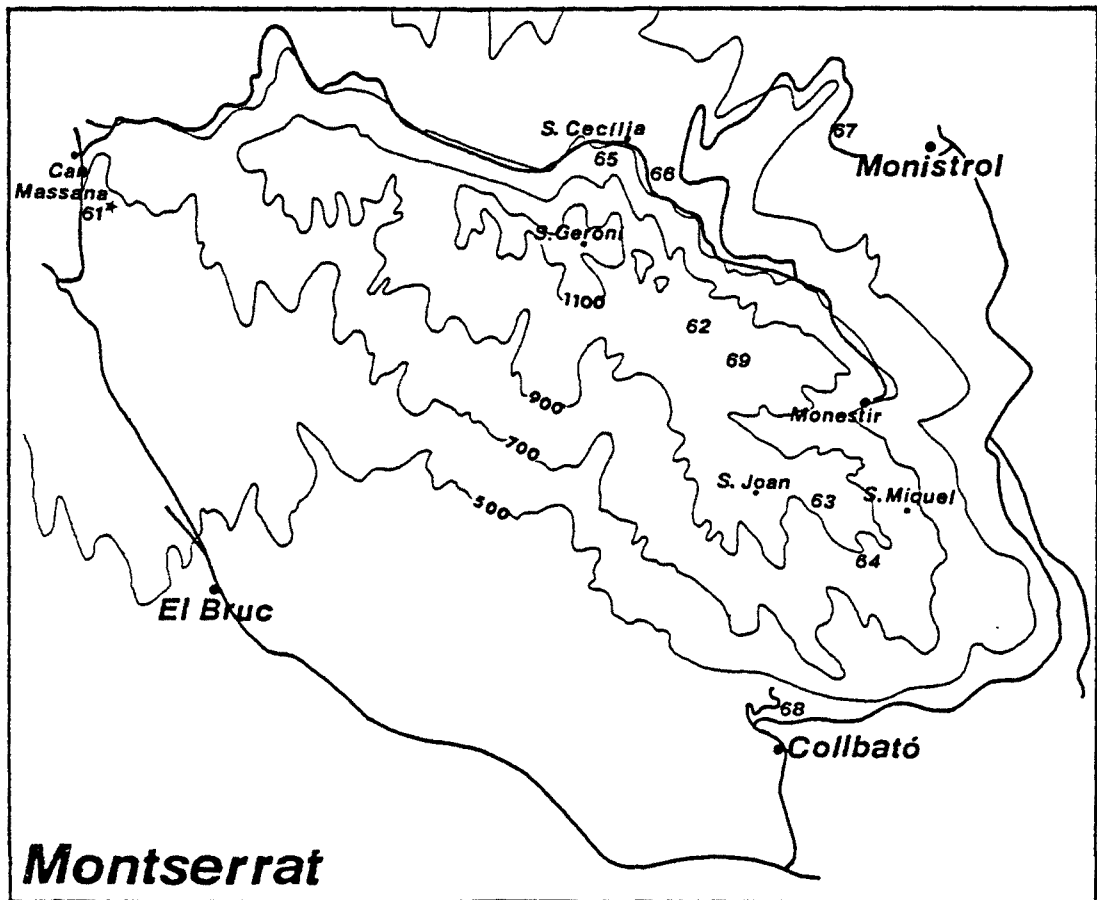 S. Cecília
65
66
67
Monistrol
Can
Massana
61*
S. Geroni
1100
62
69
900
Monestir
700
S. Joan
63
S. Miquel
500
64
El Bruc
68
Collbató
Montserrat